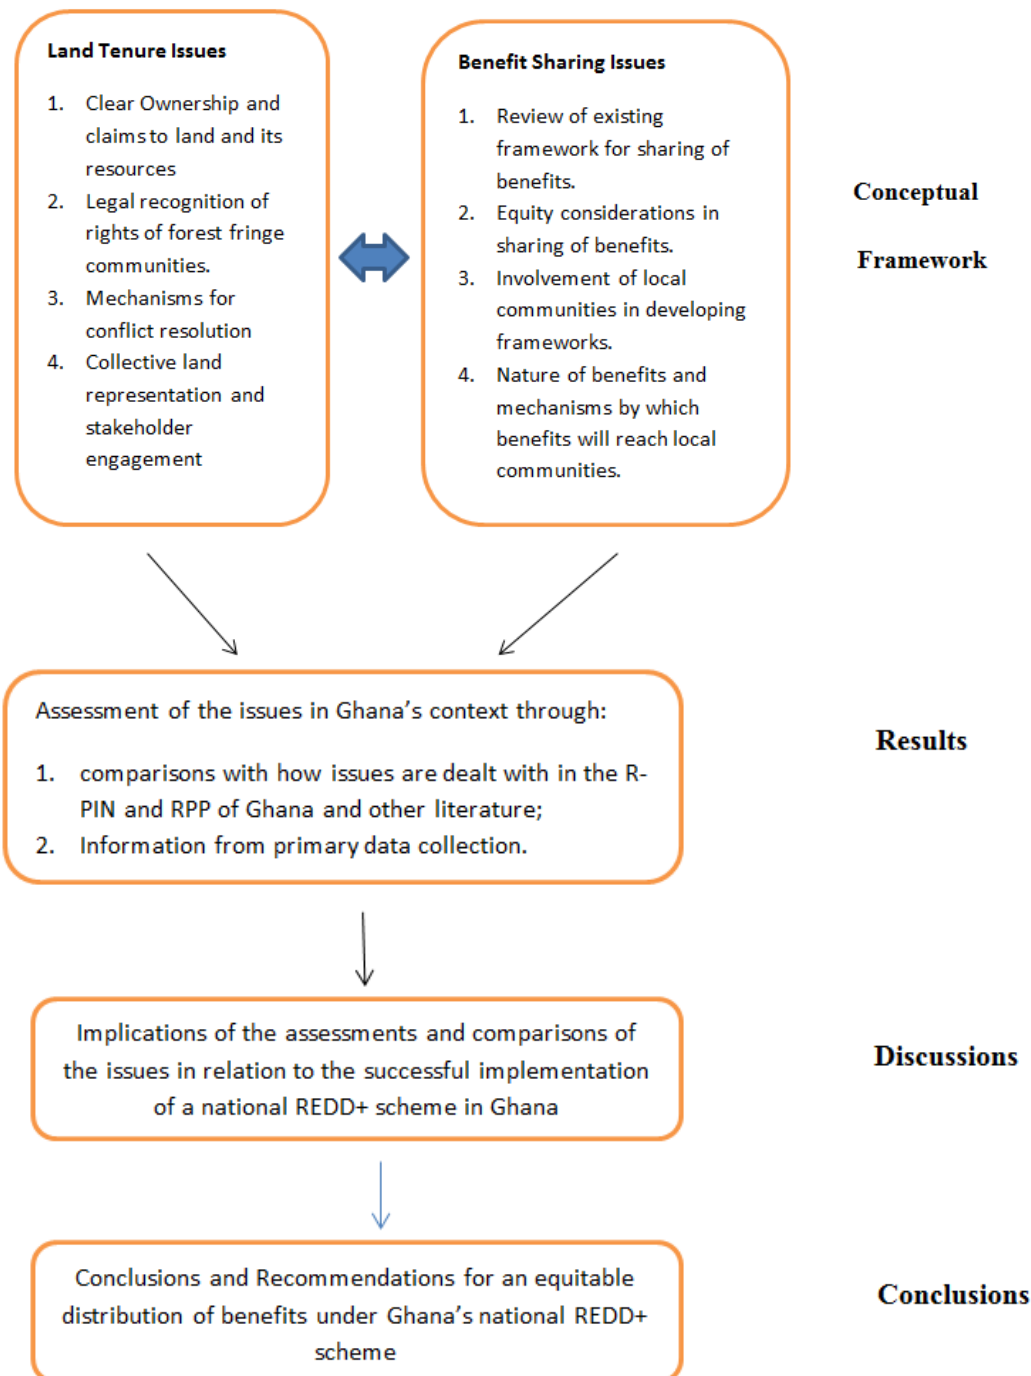 Land Tenure Issues
1. Clear Ownership and
claims to land and its
resources
2. Legal recognition of
rights of forest fringe
communities.
3. Mechanisms for
conflict resolution
4. Collective land
representation and
stakeholder
engagement
Benefit Sharing Issues
1. Review of existing
framework for sharing of
benefits.
2. Equity considerations in
sharing of benefits.
3. Involvement of local
communities in developing
frameworks.
4. Nature of benefits and
mechanisms by which
benefits will reach local
communities.
Conceptual
Framework
Assessment of the issues in Ghana’s context through:
1. comparisons with how issues are dealt with in the R-
PIN and RPP of Ghana and other literature;
2. Information from primary data collection.
Results
Implications of the assessments and comparisons of
the issues in relation to the successful implementation
of a national REDD+ scheme in Ghana
Discussions
Conclusions and Recommendations for an equitable
distribution of benefits under Ghana’s national REDD+
scheme
Conclusions